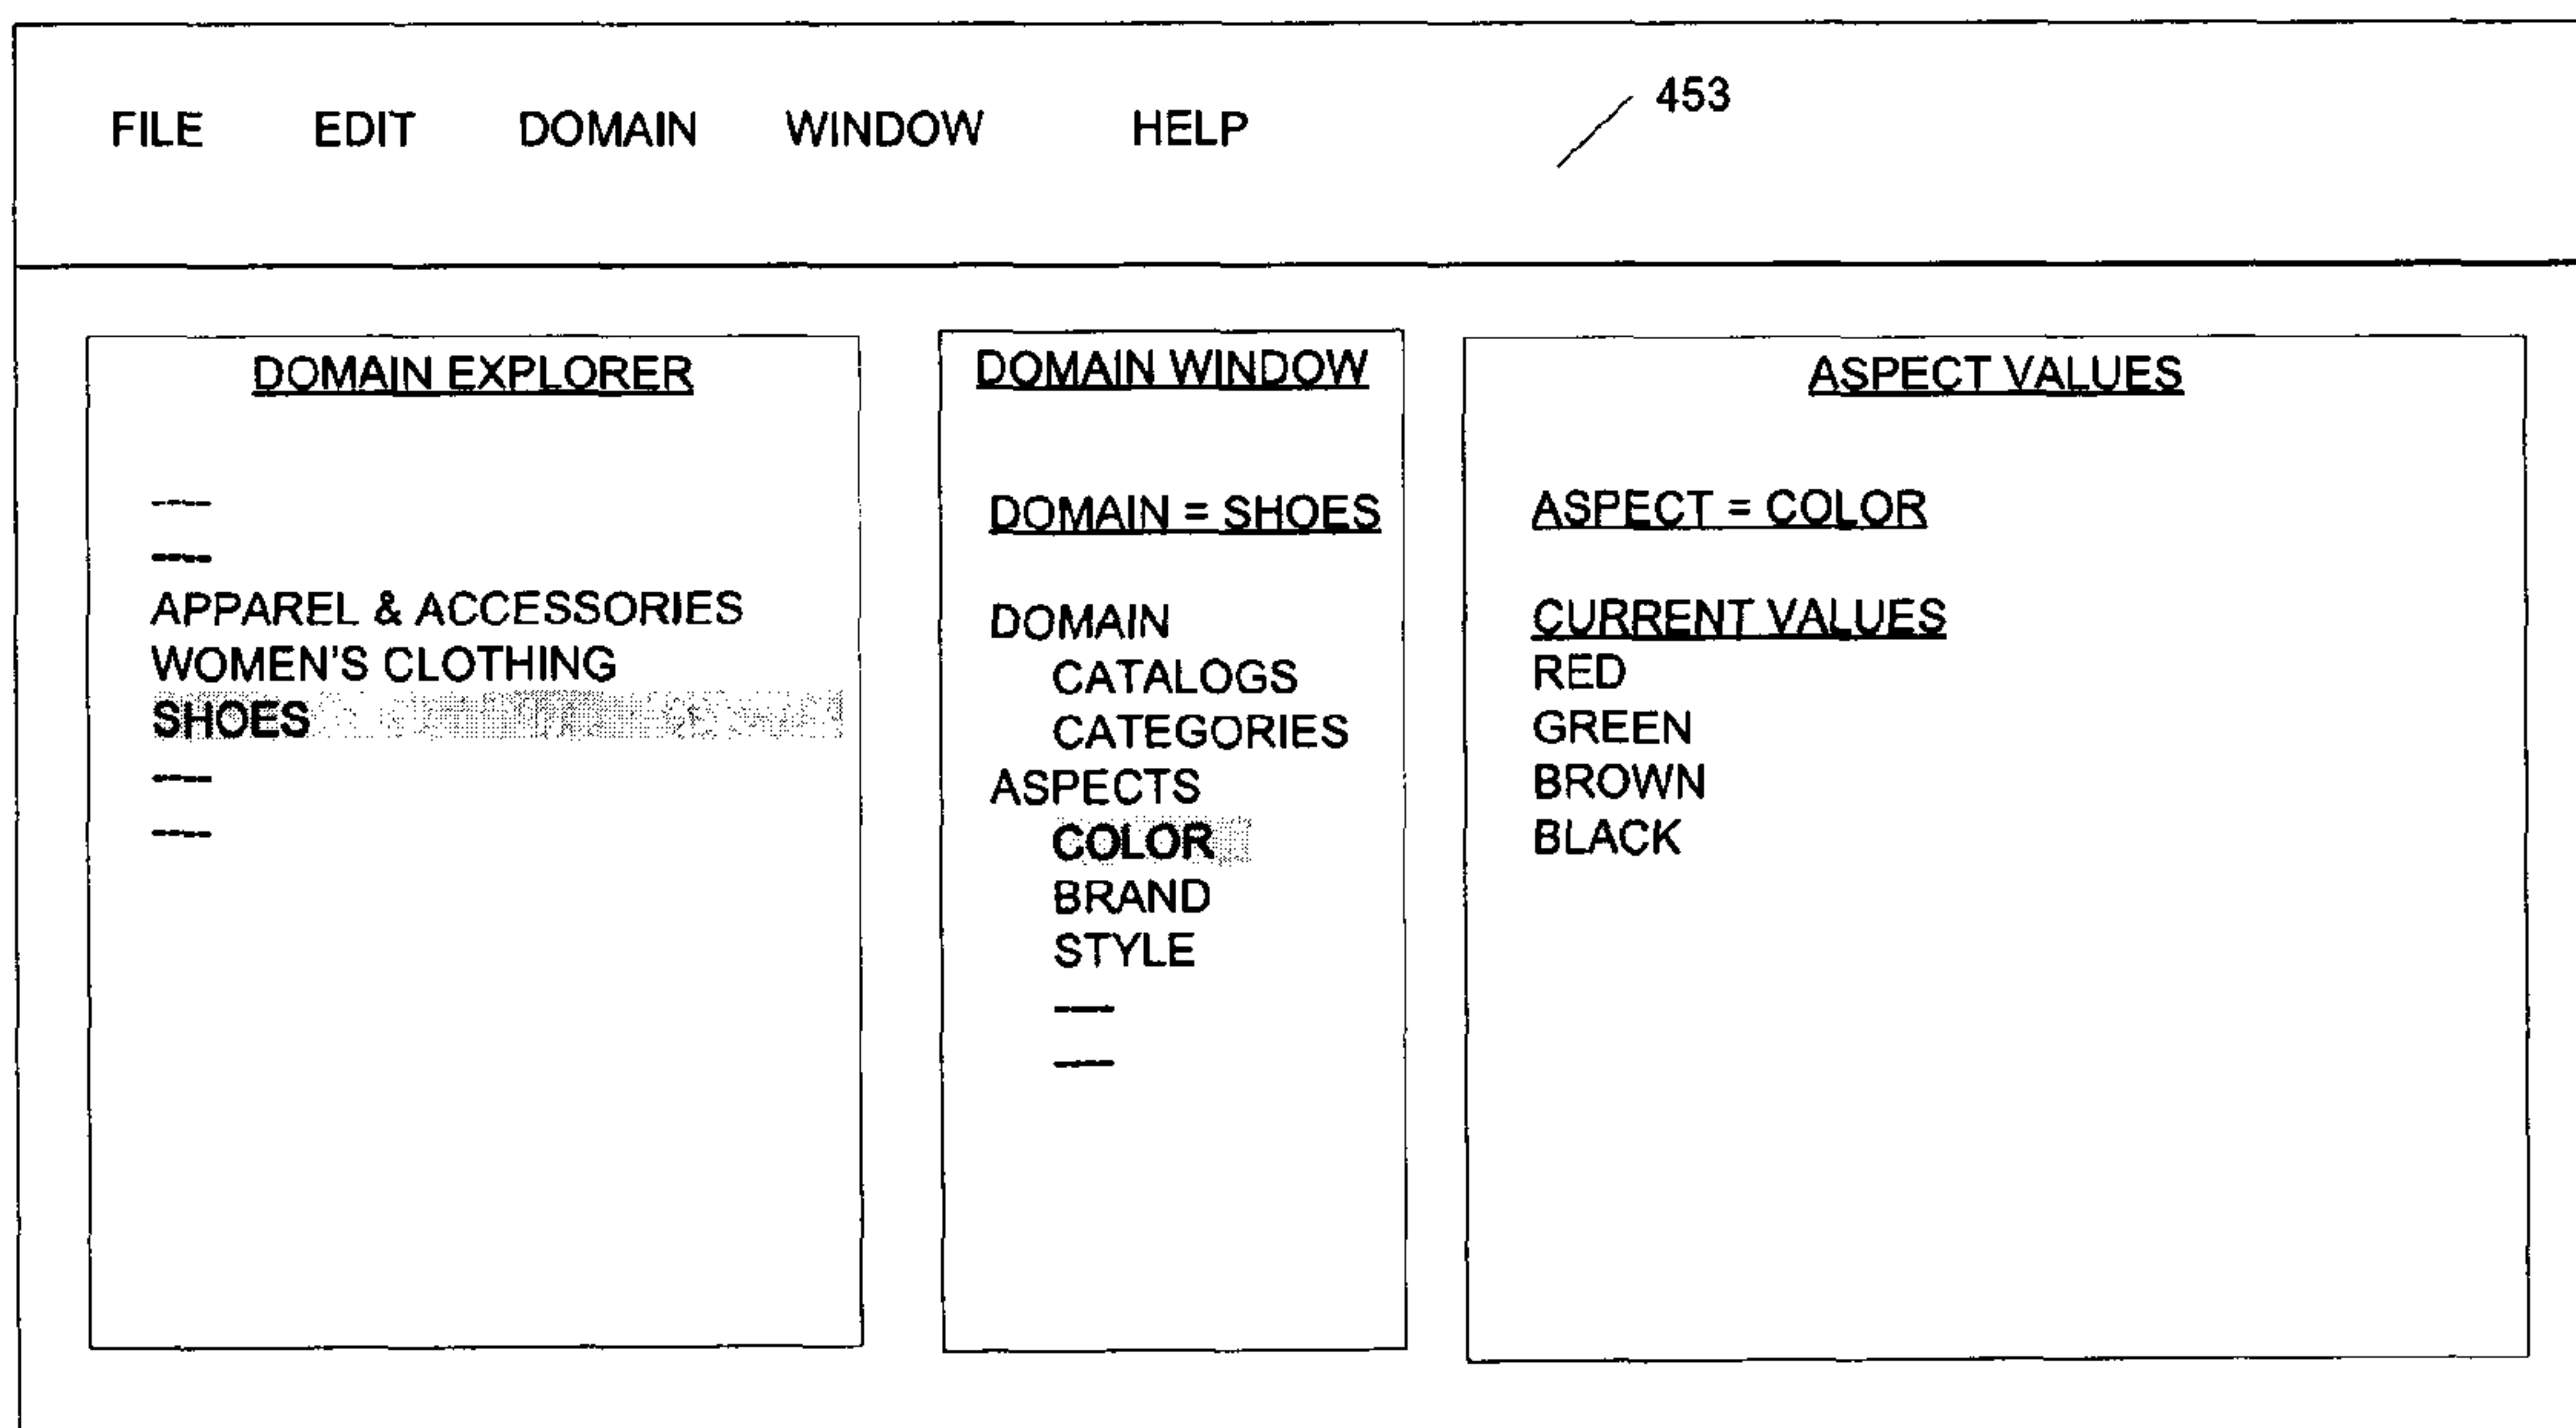 FILE EDIT DOMAIN WINDOW HELP
453
DOMAIN EXPLORER
APPAREL & ACCESSORIES
WOMEN'S CLOTHING
SHOES
DOMAIN WINDOW
DOMAIN = SHOES
DOMAIN
CATALOGS
CATEGORIES
ASPECTS
COLOR
BRAND
STYLE
ASPECT VALUES
ASPECT = COLOR
CURRENT VALUES
RED
GREEN
BROWN
BLACK